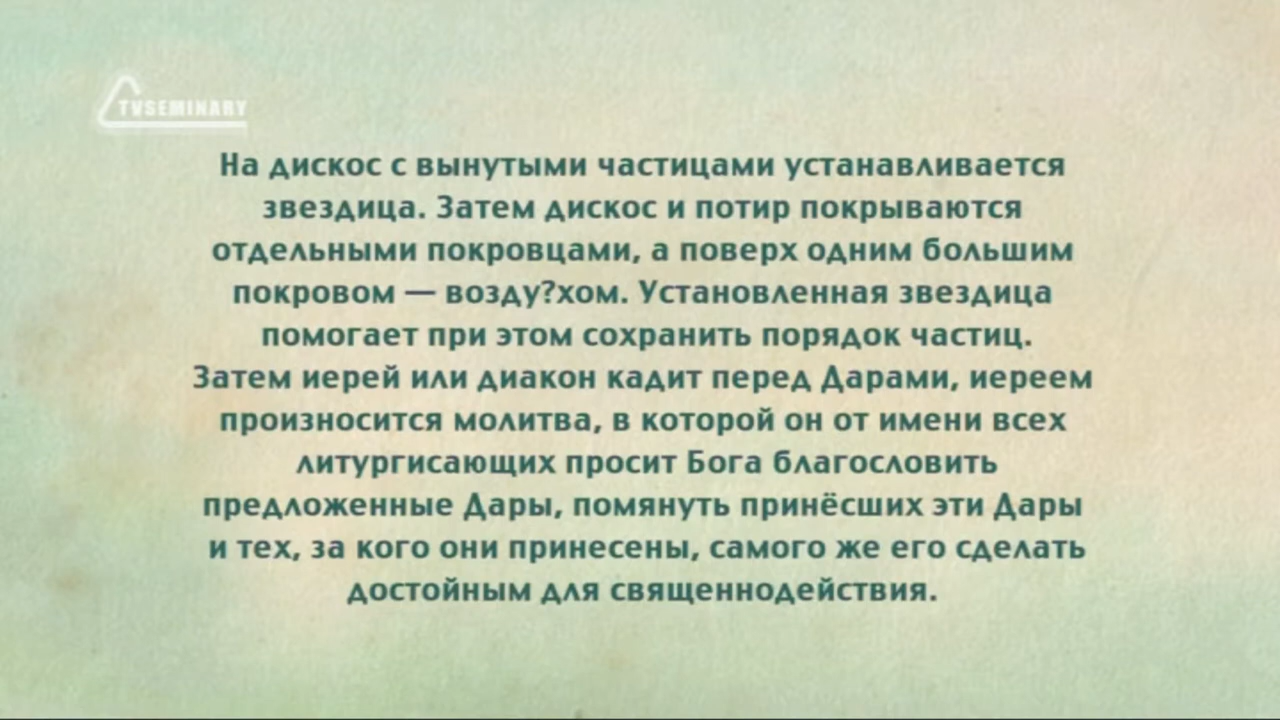 TVSEMINARY
На дискос с вынутыми частицами устанавливается
звездица. Затем дискос и потир покрываются
отдельными покровцами, а поверх одним большим
покровом — возду?хом. Установленная звездица
помогает при этом сохранить порядок частиц.
Затем иерей или диакон кадит перед Дарами, иереем
произносится молитва, в которой он от имени всех
литургисающих просит Бога благословить
предложенные Дары, помянуть принёсших эти Дары
и тех, за кого они принесены, самого же его сделать
достойным для священнодействия.